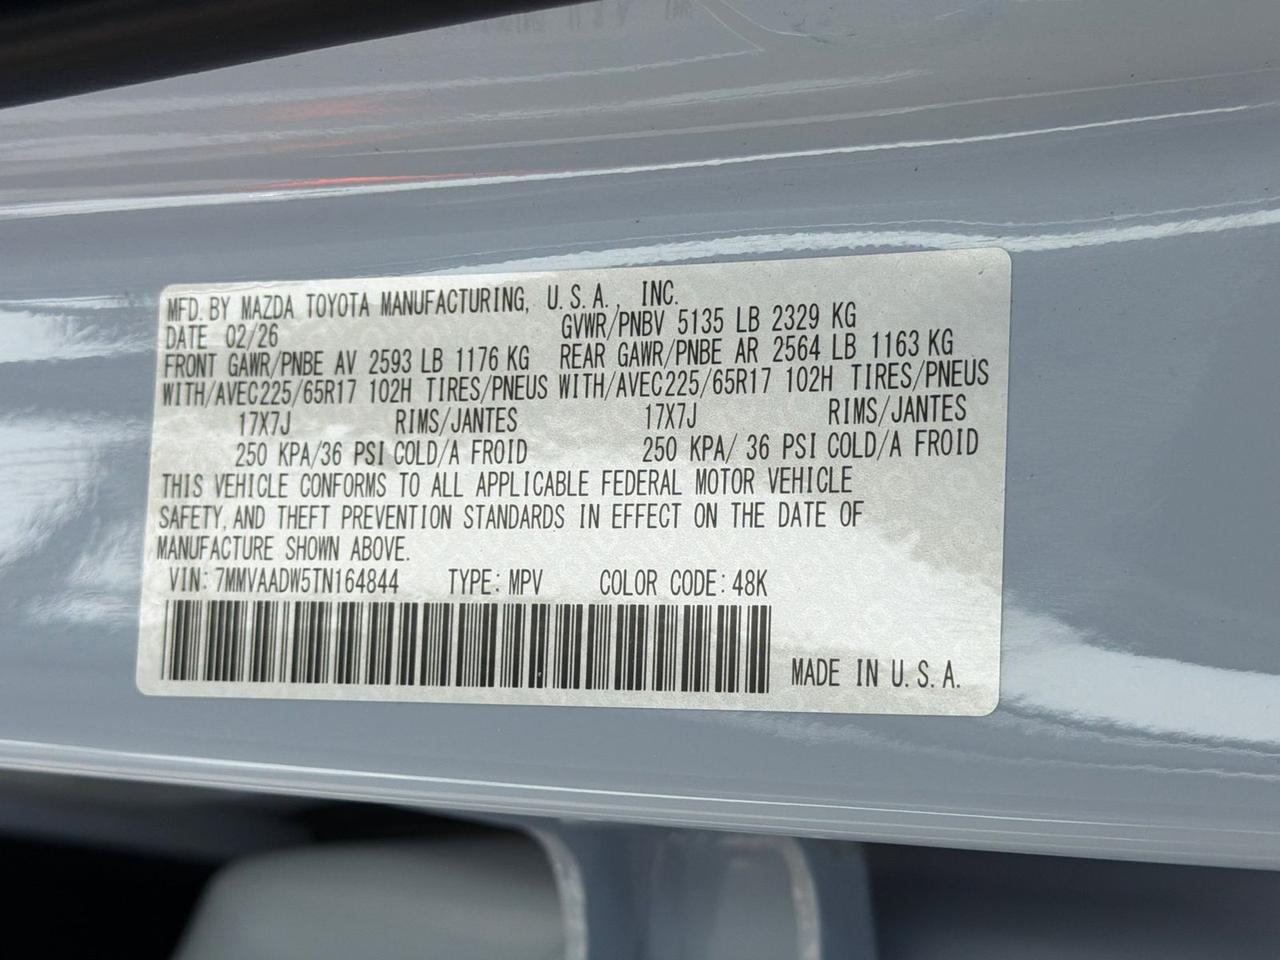 MFD. BY MAZDA TOYOTA MANUFACTURING, U.S.A., INC.
DATE 02/26 GVWR/PNBV 5135 LB 2329 KG
FRONT GAWR/PNBE AV 2593 LB 1176 KG REAR GAWR/PNBE AR 2564 LB 1163 KG
WITH/AVEC225/65R17 102H TIRES/PNEUS WITH/AVEC225/65R17 102H TIRES/PNEUS
17X7J RIMS/JANTES 17X7J RIMS/JANTES
250 KPA/36 PSI COLD/A FROID 250 KPA/ 36 PSI COLD/A FROID
THIS VEHICLE CONFORMS TO ALL APPLICABLE FEDERAL MOTOR VEHICLE
SAFETY, AND THEFT PREVENTION STANDARDS IN EFFECT ON THE DATE OF
MANUFACTURE SHOWN ABOVE.
VIN: 7MMVAADW5TN164844 TYPE: MPV COLOR CODE: 48K
MADE IN U.S.A.